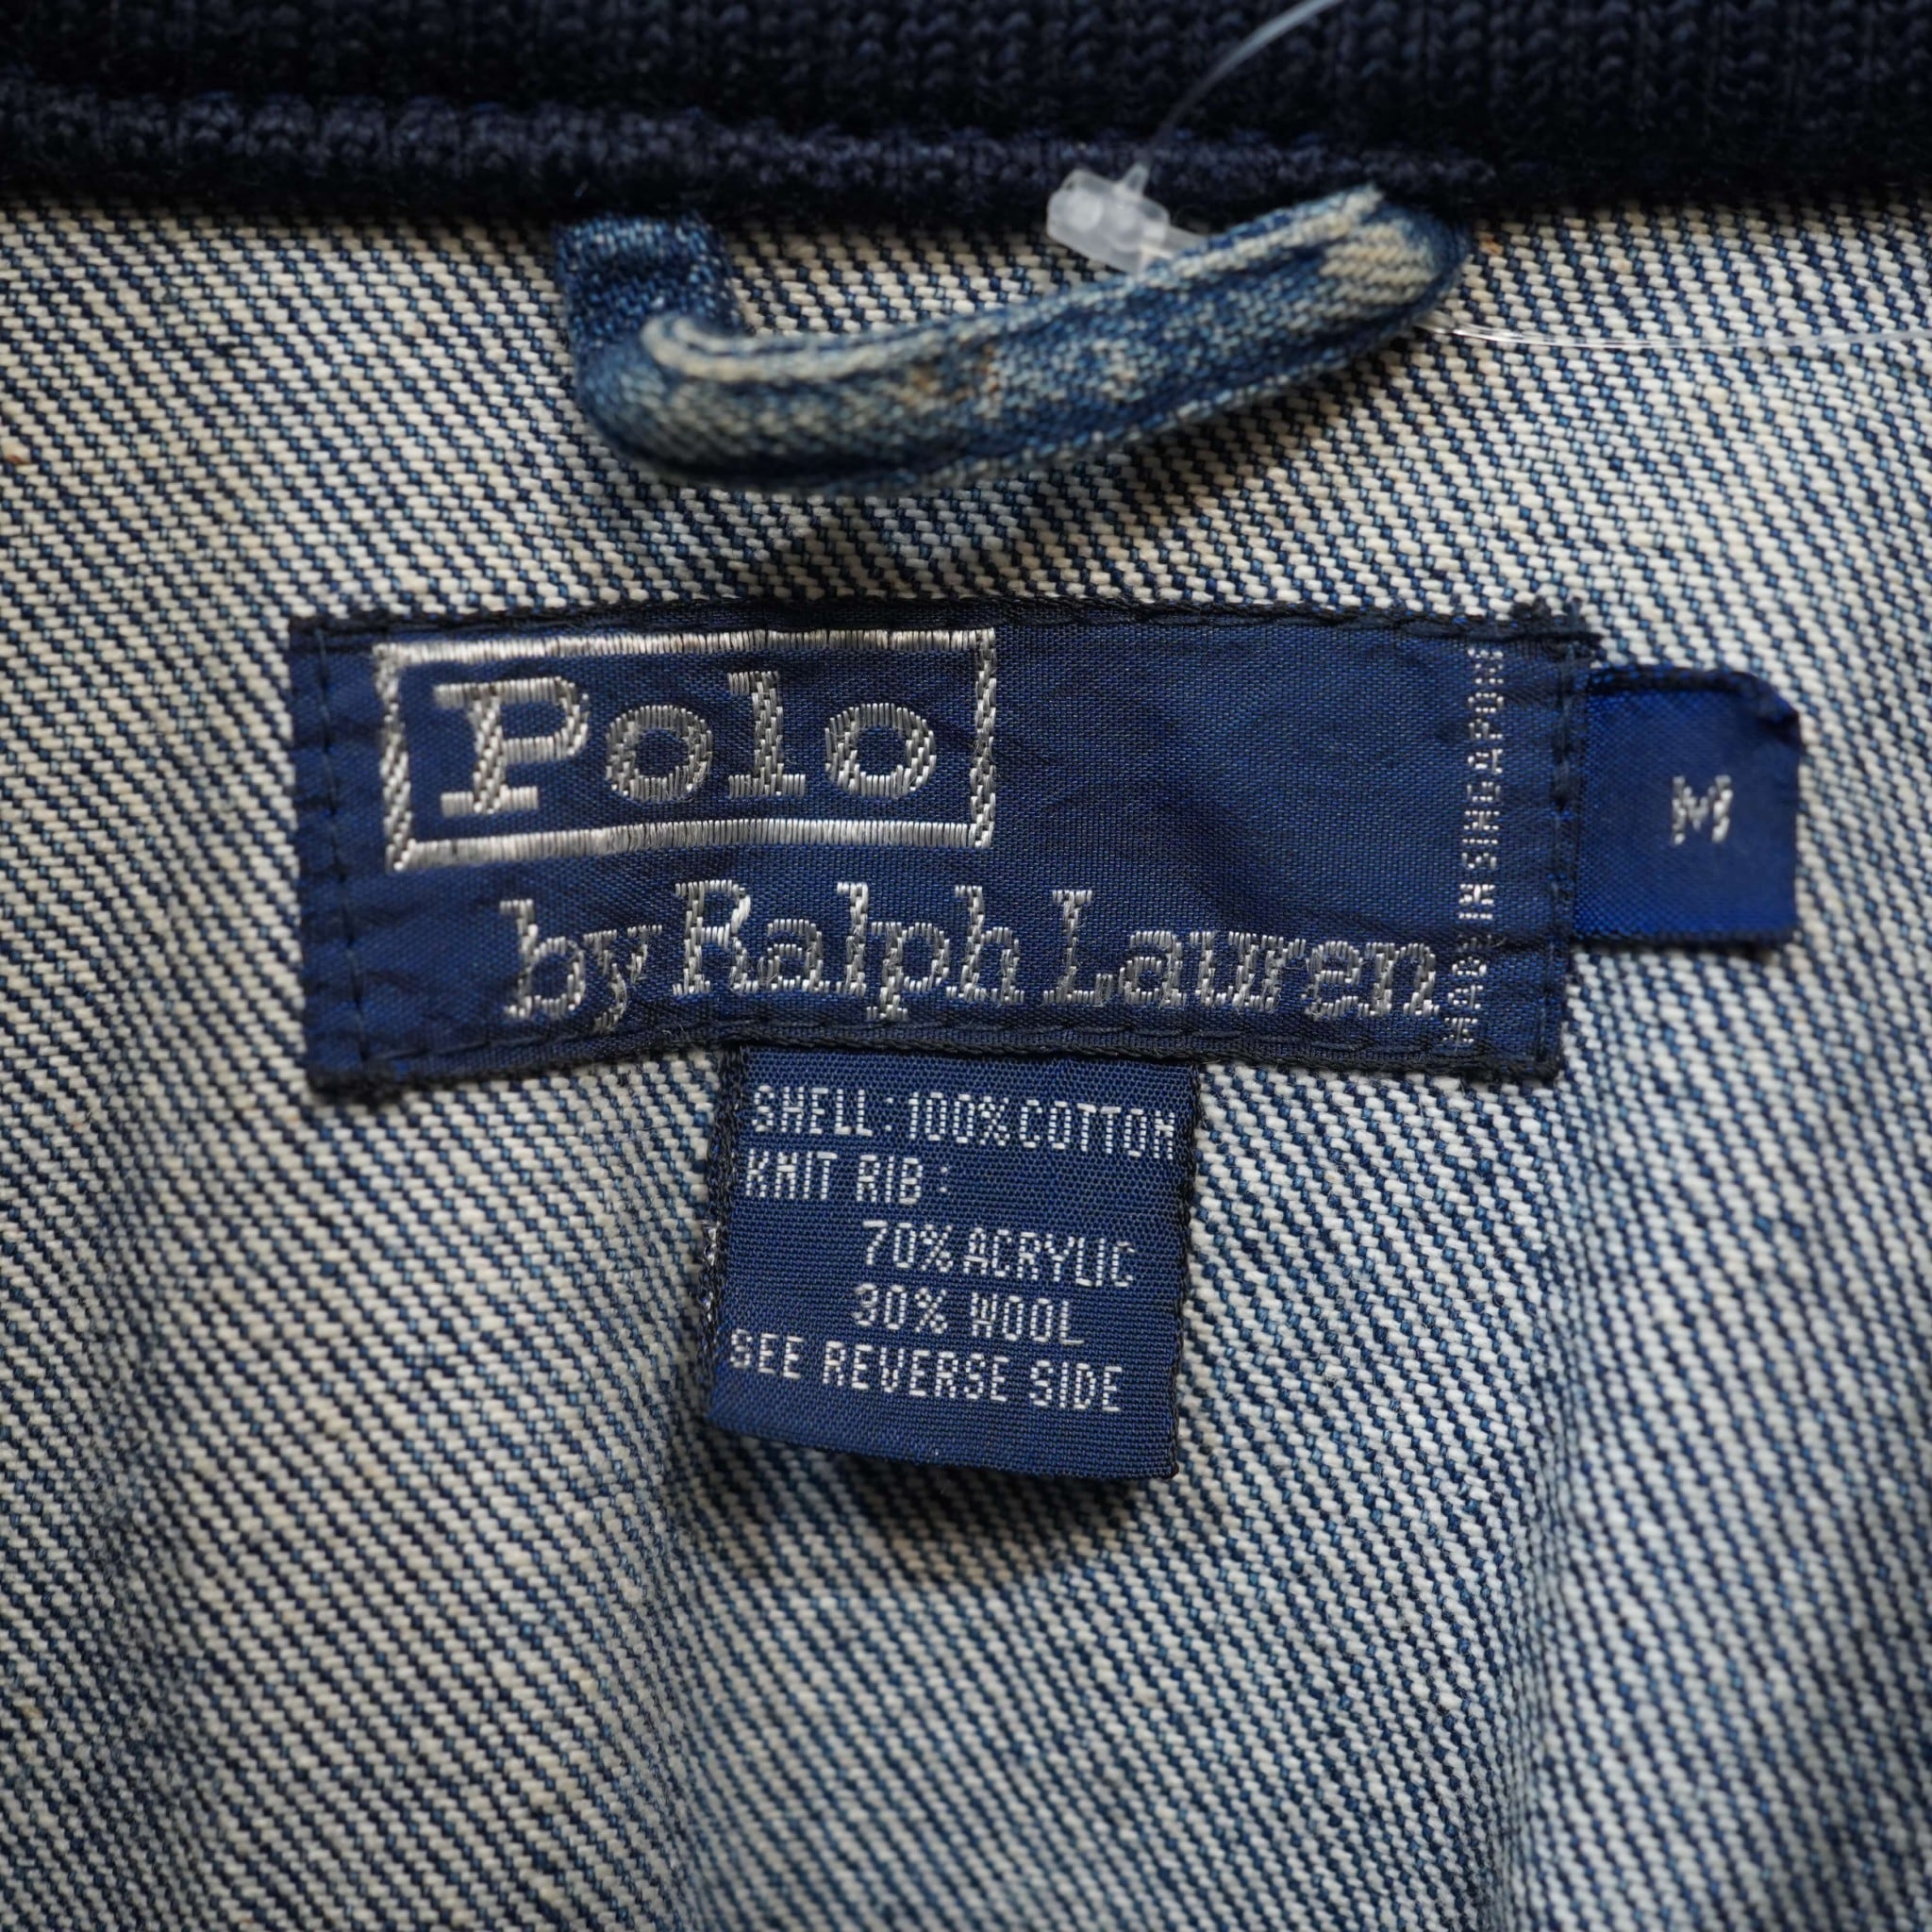 Polo
by Ralph Lauren
MADE IN SINGAPORE
M
SHELL : 100% COTTON
KNIT RIB :
70% ACRYLIC
30% WOOL
SEE REVERSE SIDE